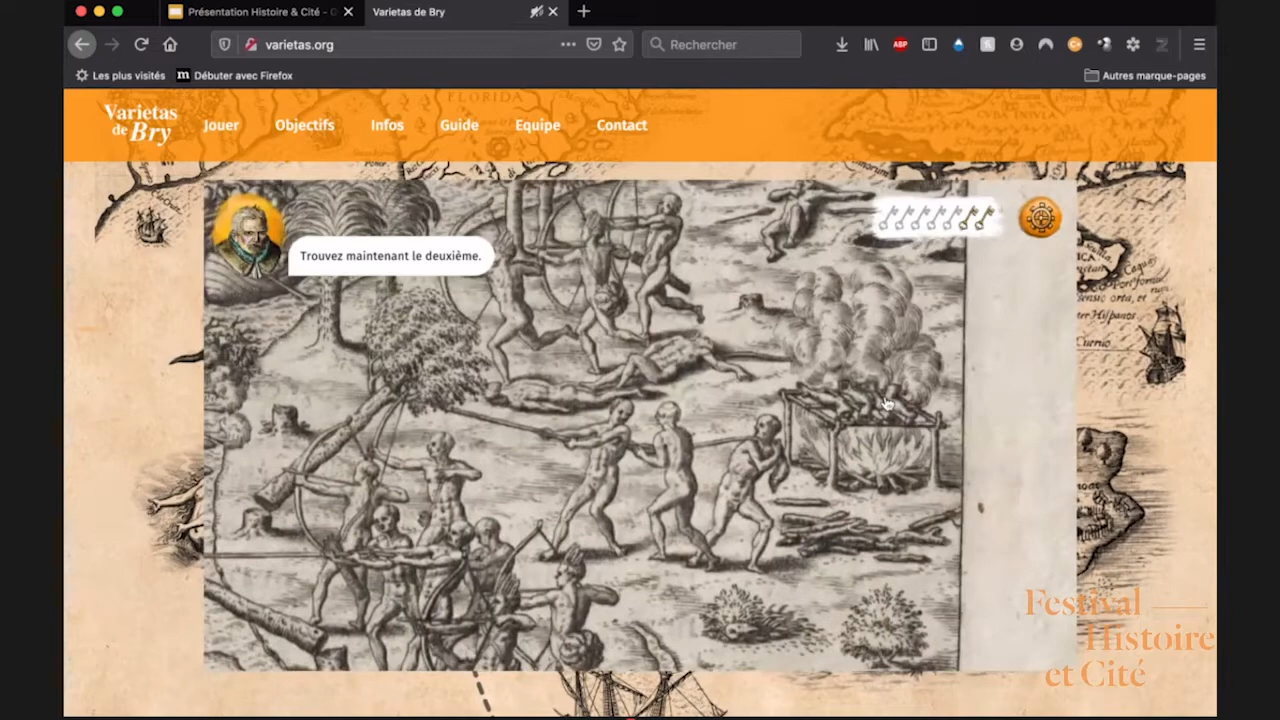 Présentation Histoire & Cité -
Varietas de Bry
varietas.org
Rechercher
ABP
Les plus visités
m Débuter avec Firefox
Autres marque-pages
FLORIDA
Varietas
de Bry
Jouer
Objectifs
Infos
Guide
Equipe
Contact
Trouvez maintenant le deuxième.
Festival
Histoire
et Cité